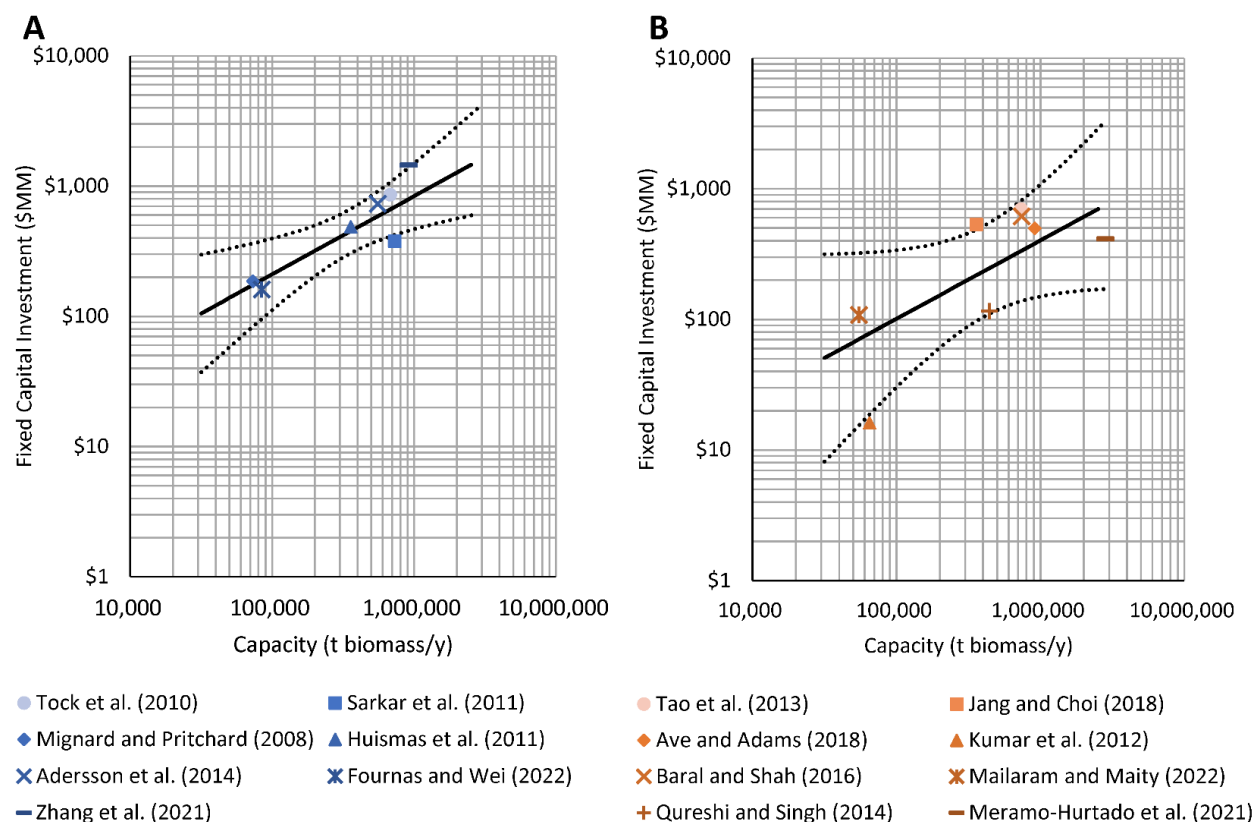 A
$10,000
$1,000
$100
$10
$1
Fixed Capital Investment ($MM)
10,000 100,000 1,000,000 10,000,000
Capacity (t biomass/y)
B
$10,000
$1,000
$100
$10
$1
Fixed Capital Investment ($MM)
10,000 100,000 1,000,000 10,000,000
Capacity (t biomass/y)
Tock et al. (2010) Sarkar et al. (2011)
Mignard and Pritchard (2008) Huismas et al. (2011)
Adersson et al. (2014) Fournas and Wei (2022)
Zhang et al. (2021)
Tao et al. (2013) Jang and Choi (2018)
Ave and Adams (2018) Kumar et al. (2012)
Baral and Shah (2016) Mailaram and Maity (2022)
Qureshi and Singh (2014) Meramo-Hurtado et al. (2021)